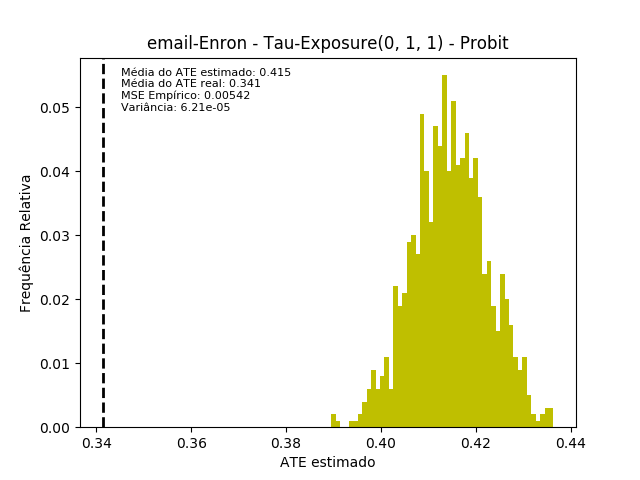 email-Enron - Tau-Exposure(0, 1, 1) - Probit
Média do ATE estimado: 0.415
Média do ATE real: 0.341
MSE Empírico: 0.00542
Variância: 6.21e-05
Frequência Relativa
0.05
0.04
0.03
0.02
0.01
0.00
0.34 0.36 0.38 0.40 0.42 0.44
ATE estimado